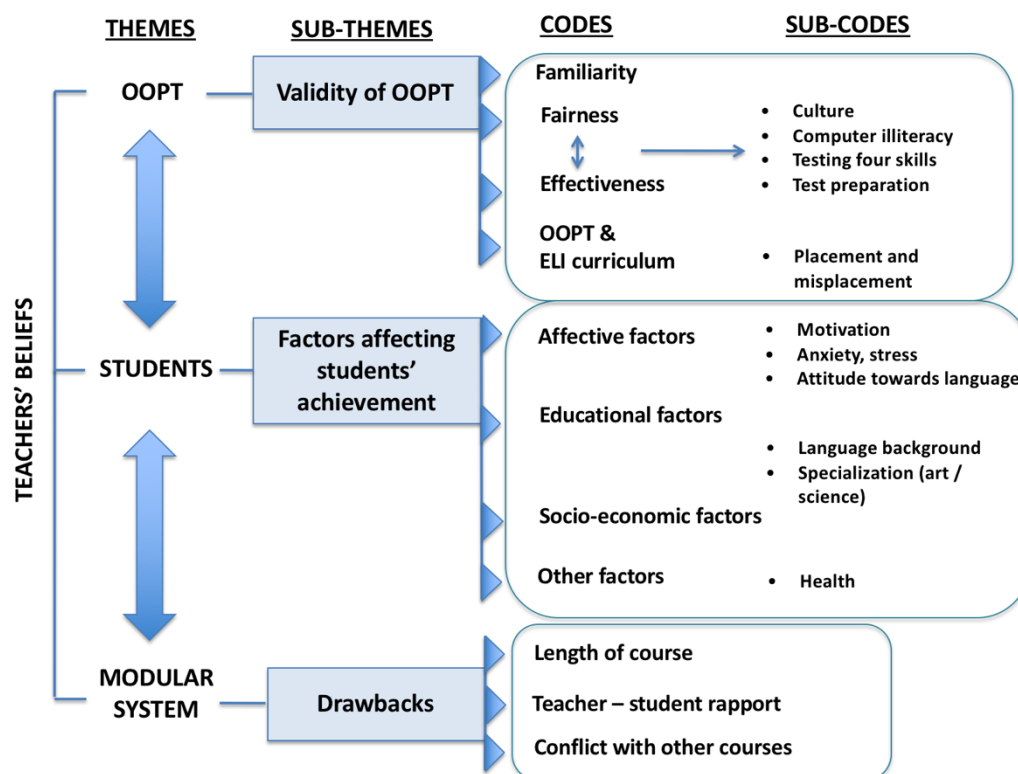 THEMES
SUB-THEMES
CODES
SUB-CODES
TEACHERS' BELIEFS
OOPT
Validity of OOPT
Familiarity
Fairness
Effectiveness
• Culture
• Computer illiteracy
• Testing four skills
• Test preparation
OOPT &
ELI curriculum
• Placement and
misplacement
STUDENTS
Factors affecting
students'
achievement
Affective factors
• Motivation
• Anxiety, stress
• Attitude towards language
Educational factors
• Language background
• Specialization (art /
science)
Socio-economic factors
Other factors
• Health
MODULAR
SYSTEM
Drawbacks
Length of course
Teacher – student rapport
Conflict with other courses